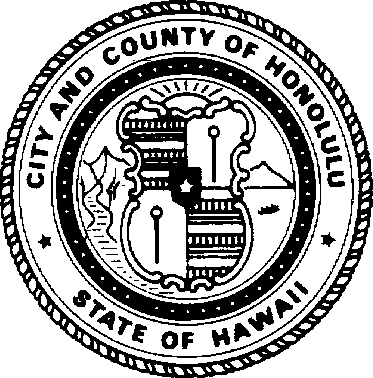 CITY AND COUNTY OF HONOLULU
STATE OF HAWAII